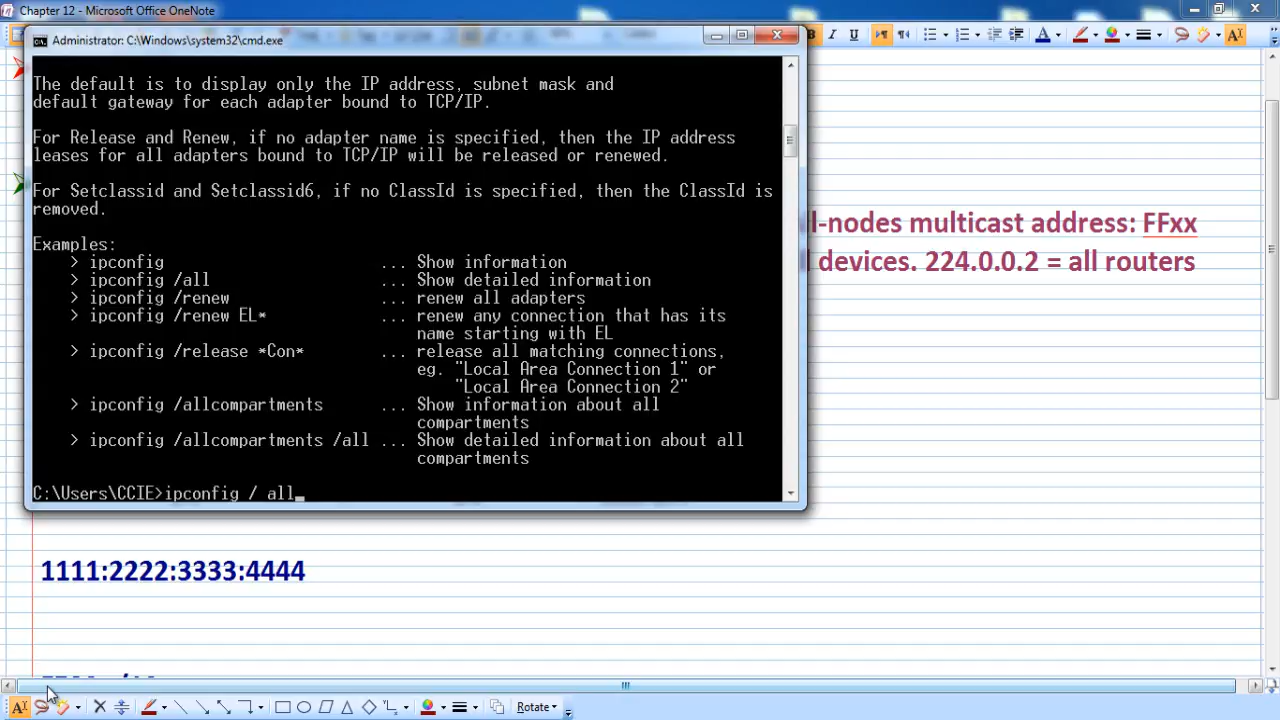 Chapter 12 - Microsoft Office OneNote
Administrator: C:\Windows\system32\cmd.exe
The default is to display only the IP address, subnet mask and
default gateway for each adapter bound to TCP/IP.
For Release and Renew, if no adapter name is specified, then the IP address
leases for all adapters bound to TCP/IP will be released or renewed.
For Setclassid and Setclassid6, if no ClassId is specified, then the ClassId is
removed.
Examples:
> ipconfig ... Show information
> ipconfig /all ... Show detailed information
> ipconfig /renew ... renew all adapters
> ipconfig /renew EL* ... renew any connection that has its
name starting with EL
> ipconfig /release *Con* ... release all matching connections,
eg. "Local Area Connection 1" or
"Local Area Connection 2"
> ipconfig /allcompartments ... Show information about all
compartments
> ipconfig /allcompartments /all ... Show detailed information about all
compartments
C:\Users\CCIE>ipconfig / all_
l-nodes multicast address: FFxx
devices. 224.0.0.2 = all routers
1111:2222:3333:4444
Rotate